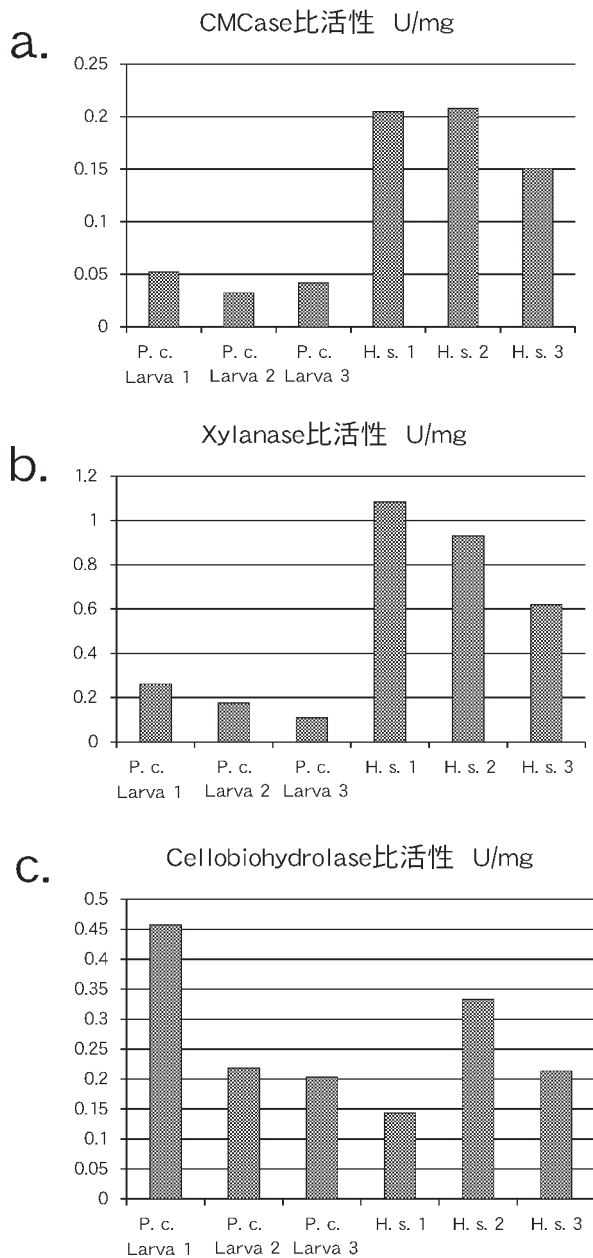 CMCase比活性 U/mg
a.
0.25
0.2
0.15
0.1
0.05
0
P. c. Larva 1
P. c. Larva 2
P. c. Larva 3
H. s. 1
H. s. 2
H. s. 3
Xylanase比活性 U/mg
b.
1.2
1
0.8
0.6
0.4
0.2
0
P. c. Larva 1
P. c. Larva 2
P. c. Larva 3
H. s. 1
H. s. 2
H. s. 3
Cellobiohydrolase比活性 U/mg
c.
0.5
0.45
0.4
0.35
0.3
0.25
0.2
0.15
0.1
0.05
0
P. c. Larva 1
P. c. Larva 2
P. c. Larva 3
H. s. 1
H. s. 2
H. s. 3